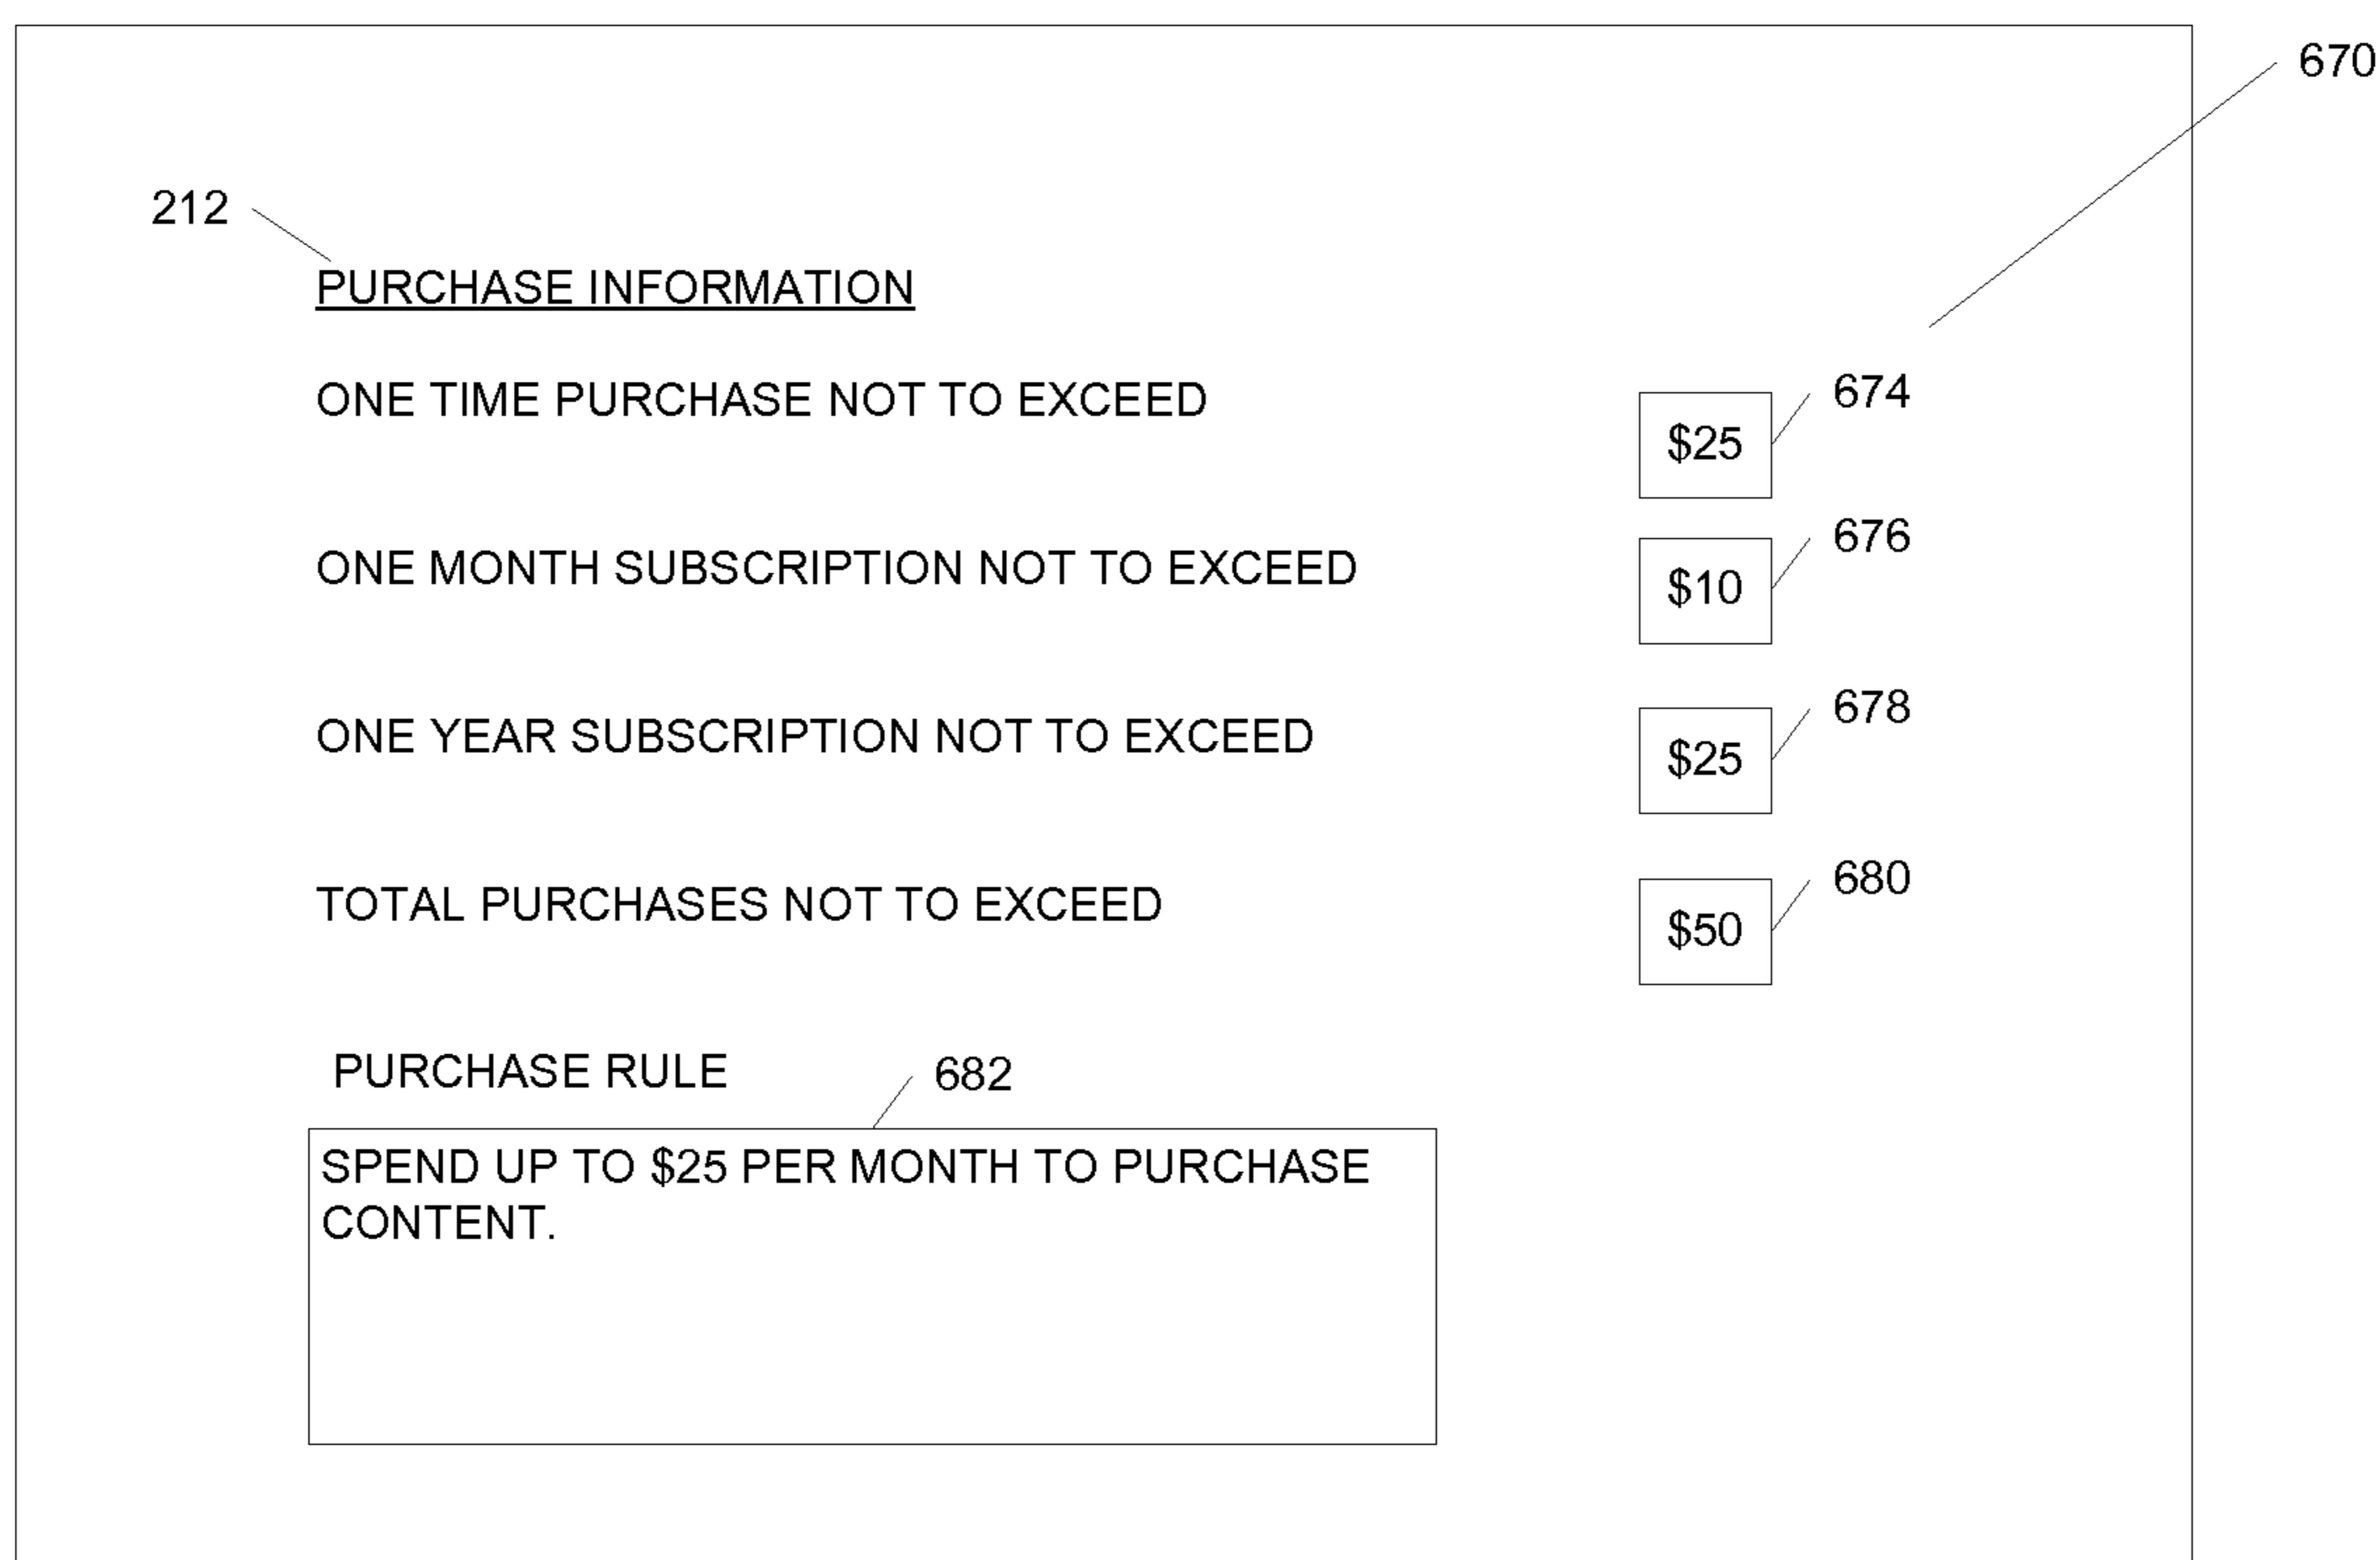 670
212
PURCHASE INFORMATION
ONE TIME PURCHASE NOT TO EXCEED
674
$25
ONE MONTH SUBSCRIPTION NOT TO EXCEED
676
$10
ONE YEAR SUBSCRIPTION NOT TO EXCEED
678
$25
TOTAL PURCHASES NOT TO EXCEED
680
$50
PURCHASE RULE
682
SPEND UP TO $25 PER MONTH TO PURCHASE
CONTENT.